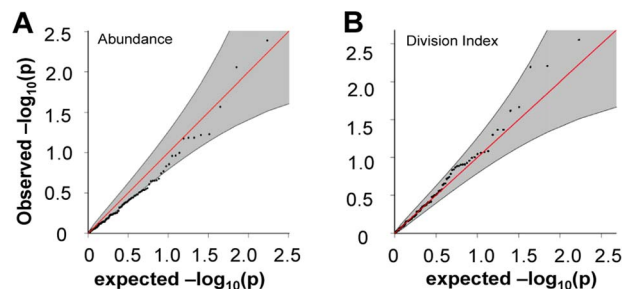 A
Abundance
Observed –log10(p)
2.5
2.0
1.5
1.0
0.5
0
0 0.5 1.0 1.5 2.0 2.5
expected –log10(p)
B
Division Index
2.5
2.0
1.5
1.0
0.5
0
0 0.5 1.0 1.5 2.0 2.5
expected –log10(p)